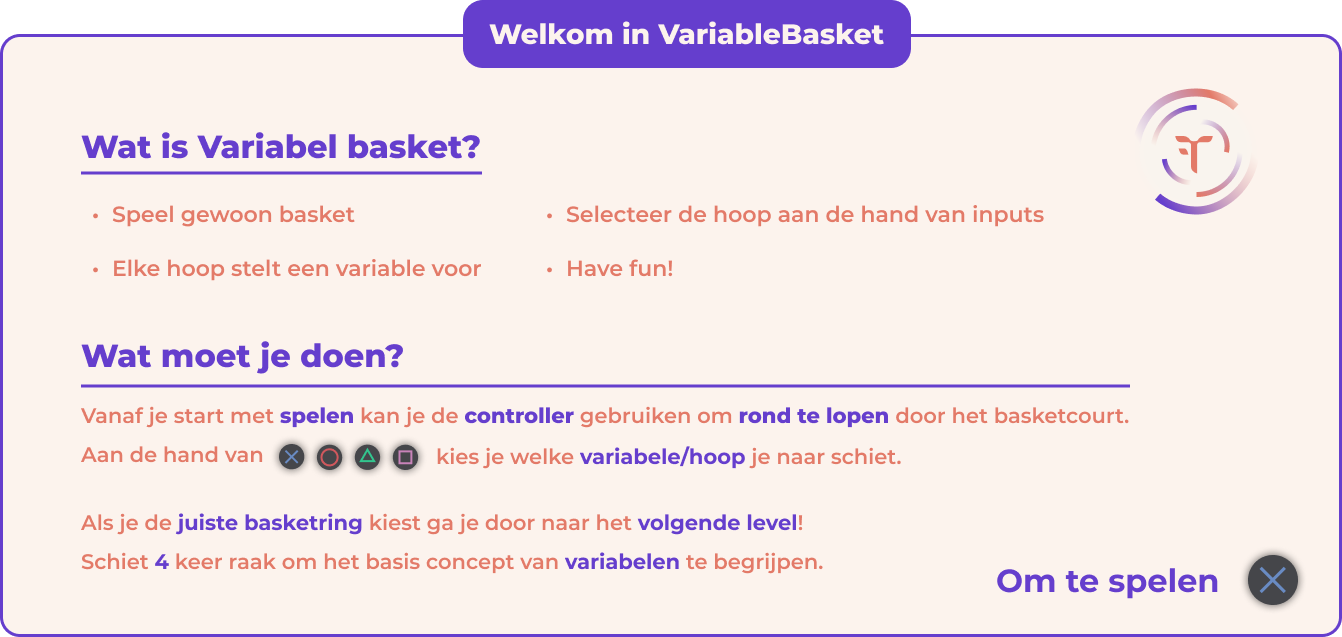 Welkom in VariableBasket
Wat is Variabel basket?
• Speel gewoon basket
• Selecteer de hoop aan de hand van inputs
• Elke hoop stelt een variable voor
• Have fun!
Wat moet je doen?
Vanaf je start met spelen kan je de controller gebruiken om rond te lopen door het basketcourt.
Aan de hand van kies je welke variabele/hoop je naar schiet.
Als je de juiste basketring kiest ga je door naar het volgende level!
Schiet 4 keer raak om het basis concept van variabelen te begrijpen.
Om te spelen